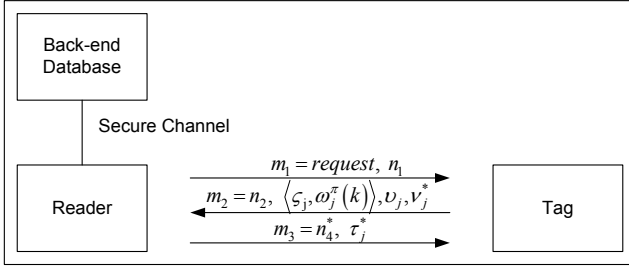 Back-end
Database
Secure Channel
m₁ = request, n₁
m₂ = n₂, ⟨ς_j, ω_j^π(k)⟩, υ_j, ν_j^*
Reader
Tag
m₃ = n₄^*, τ_j^*